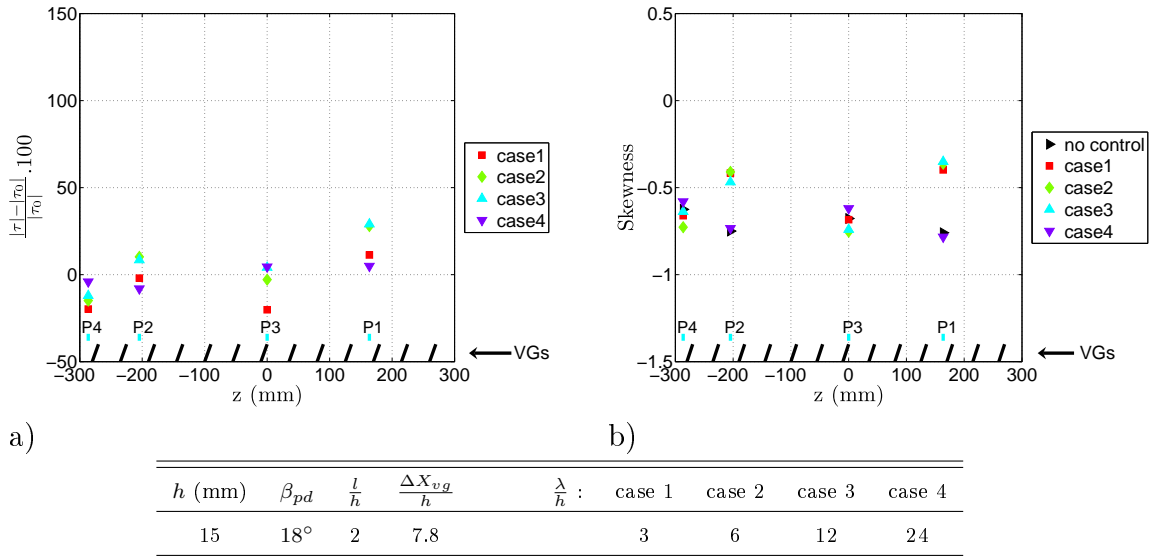 150
100
50
0
−50
−300 −200 −100 0 100 200 300
z (mm)
|τ|−|τ₀| / |τ₀| .100
P4 P2 P3 P1
VGs
case1
case2
case3
case4
a)
0.5
0
−0.5
−1
−1.5
−300 −200 −100 0 100 200 300
z (mm)
Skewness
P4 P2 P3 P1
VGs
no control
case1
case2
case3
case4
b)
h (mm) β_pd l/h ΔX_vg/h λ/h : case 1 case 2 case 3 case 4
15 18° 2 7.8 3 6 12 24